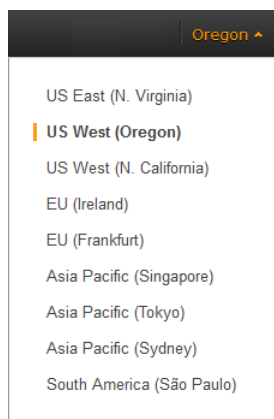 Oregon
US East (N. Virginia)
US West (Oregon)
US West (N. California)
EU (Ireland)
EU (Frankfurt)
Asia Pacific (Singapore)
Asia Pacific (Tokyo)
Asia Pacific (Sydney)
South America (São Paulo)